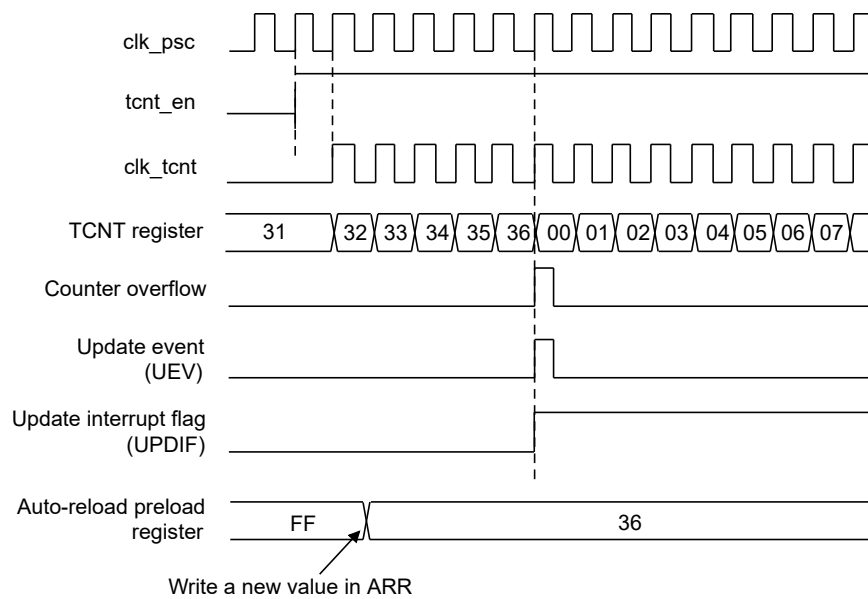 clk_psc
tcnt_en
clk_tcnt
TCNT register 31 32 33 34 35 36 00 01 02 03 04 05 06 07
Counter overflow
Update event
(UEV)
Update interrupt flag
(UPDIF)
Auto-reload preload
register FF 36
Write a new value in ARR